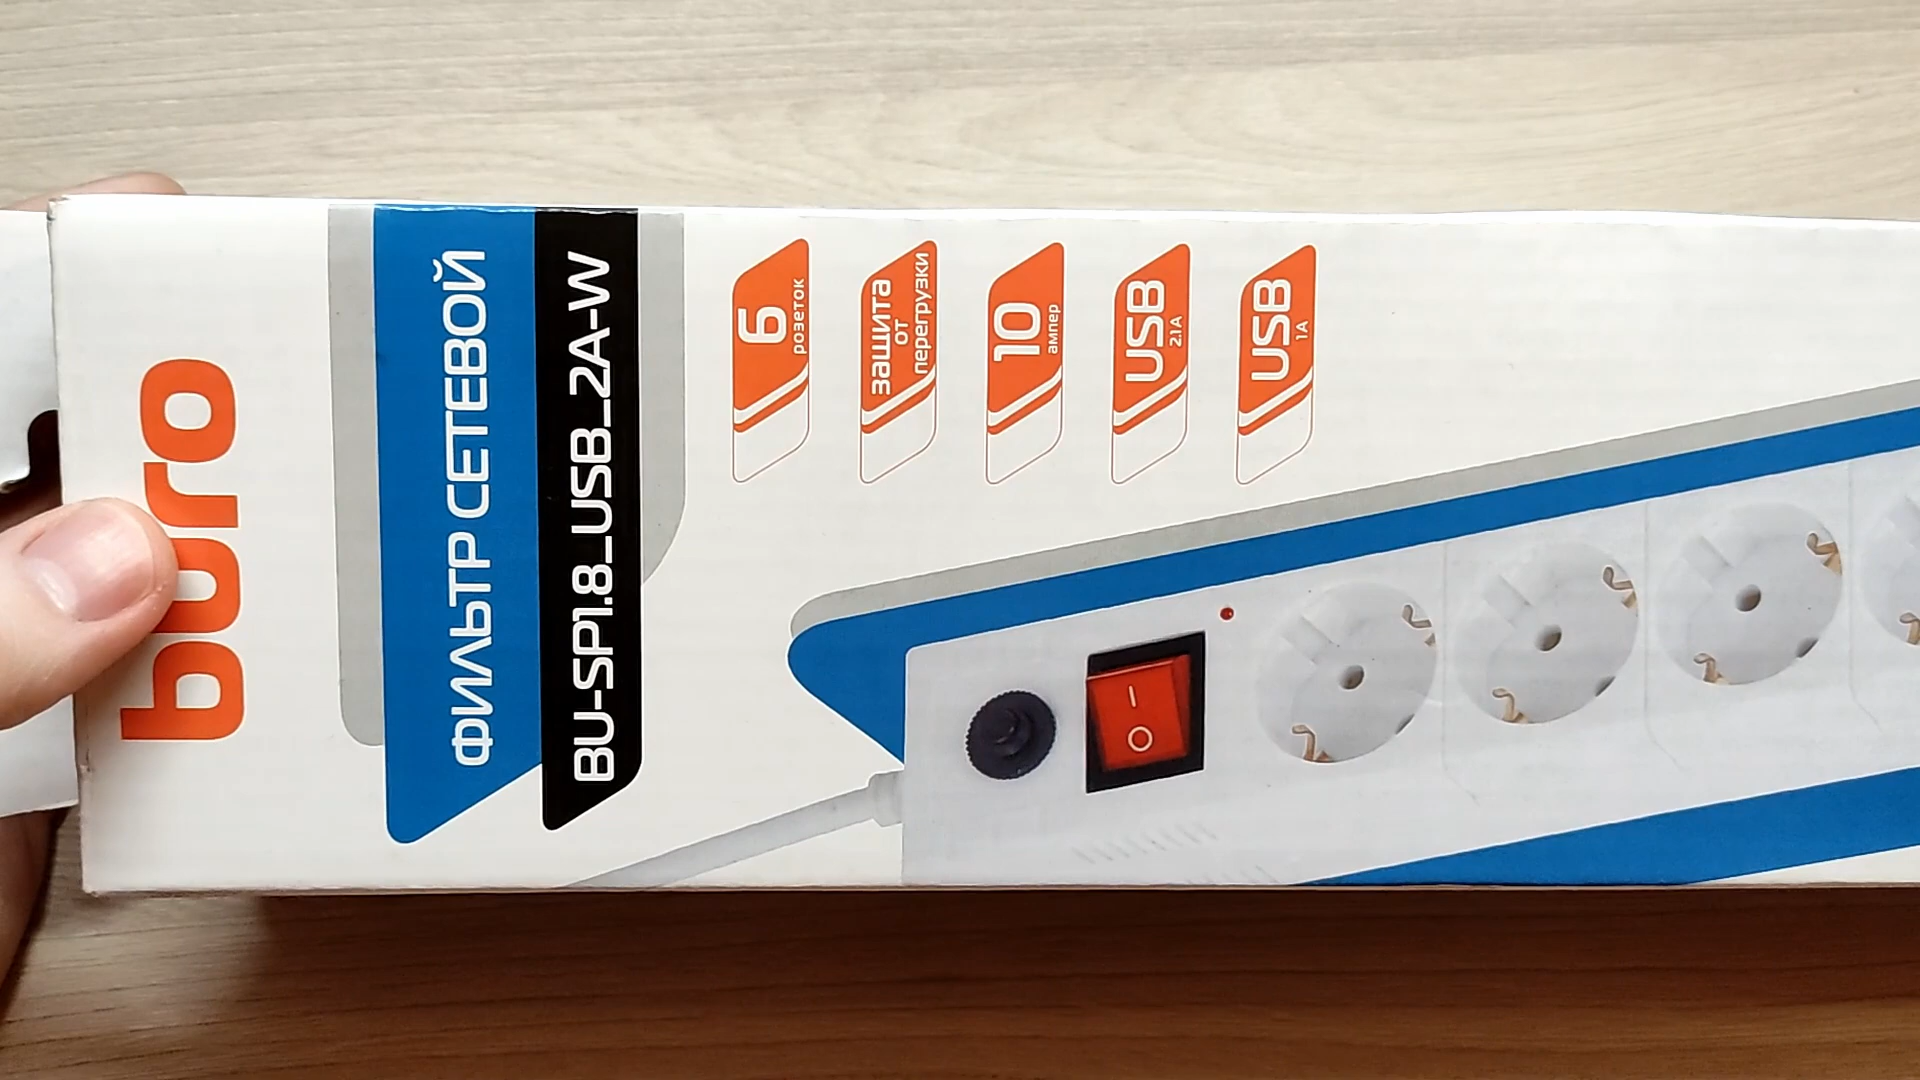 buro
ФИЛЬТР СЕТЕВОЙ
BU-SP1.8_USB_2A-W
6
розеток
защита
от
перегрузки
10
ампер
USB
2.1A
USB
1A